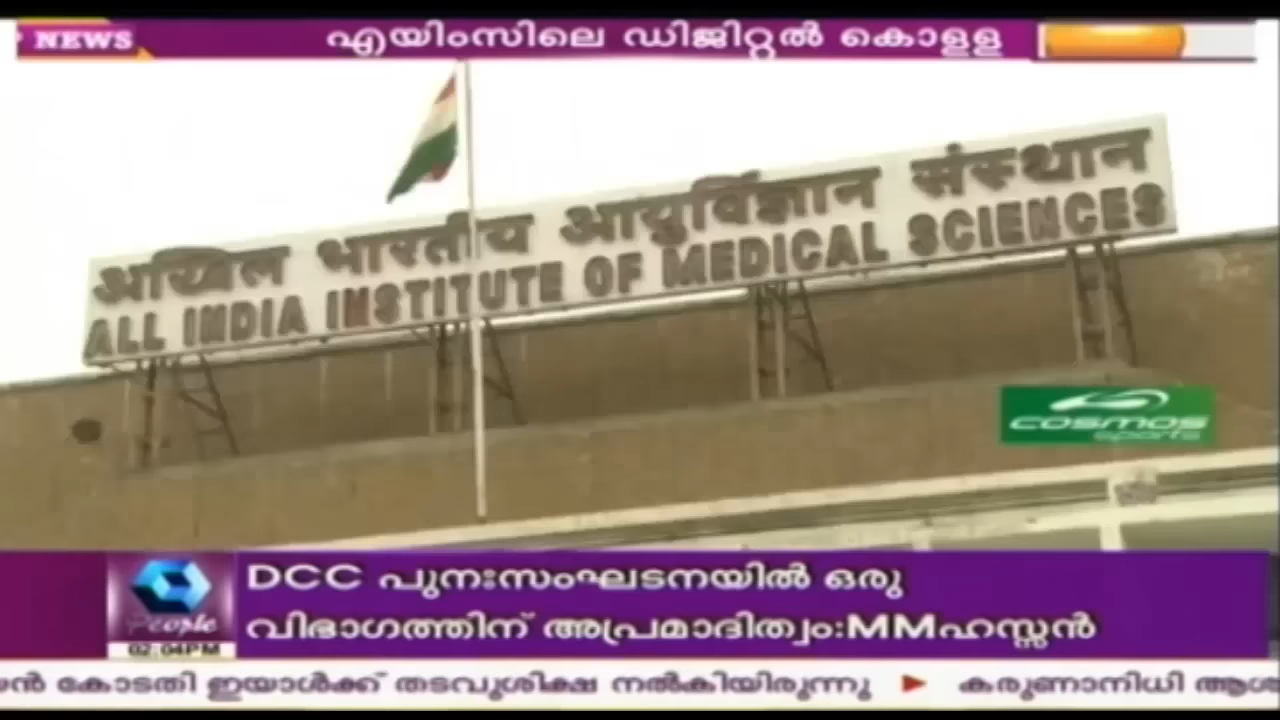 NEWS
എയിംസിലെ ഡിജിറ്റൽ കൊള്ള
अखिल भारतीय आयुर्विज्ञान संस्थान
ALL INDIA INSTITUTE OF MEDICAL SCIENCES
cosmos
sports
DCC പുനഃസംഘടനയിൽ ഒരു
വിഭാഗത്തിന് അപ്രമാദിത്വം:MMഹസ്സൻ
People
02:04PM
കോടതി ഇയാൾക്ക് തടവുശിക്ഷ നൽകിയിരുന്നു ► കരുണാനിധി